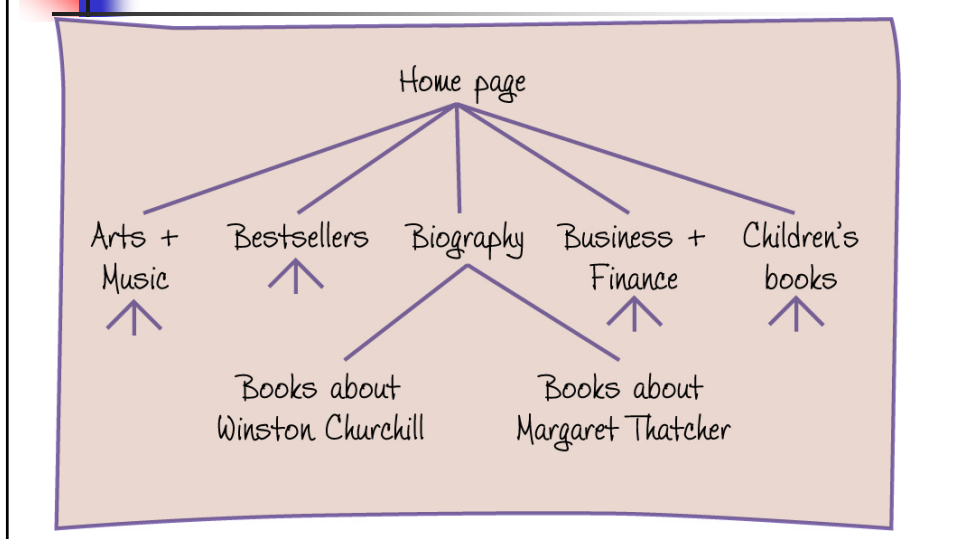 Home page
Arts +
Music
Bestsellers
Biography
Business +
Finance
Children's
books
Books about
Winston Churchill
Books about
Margaret Thatcher